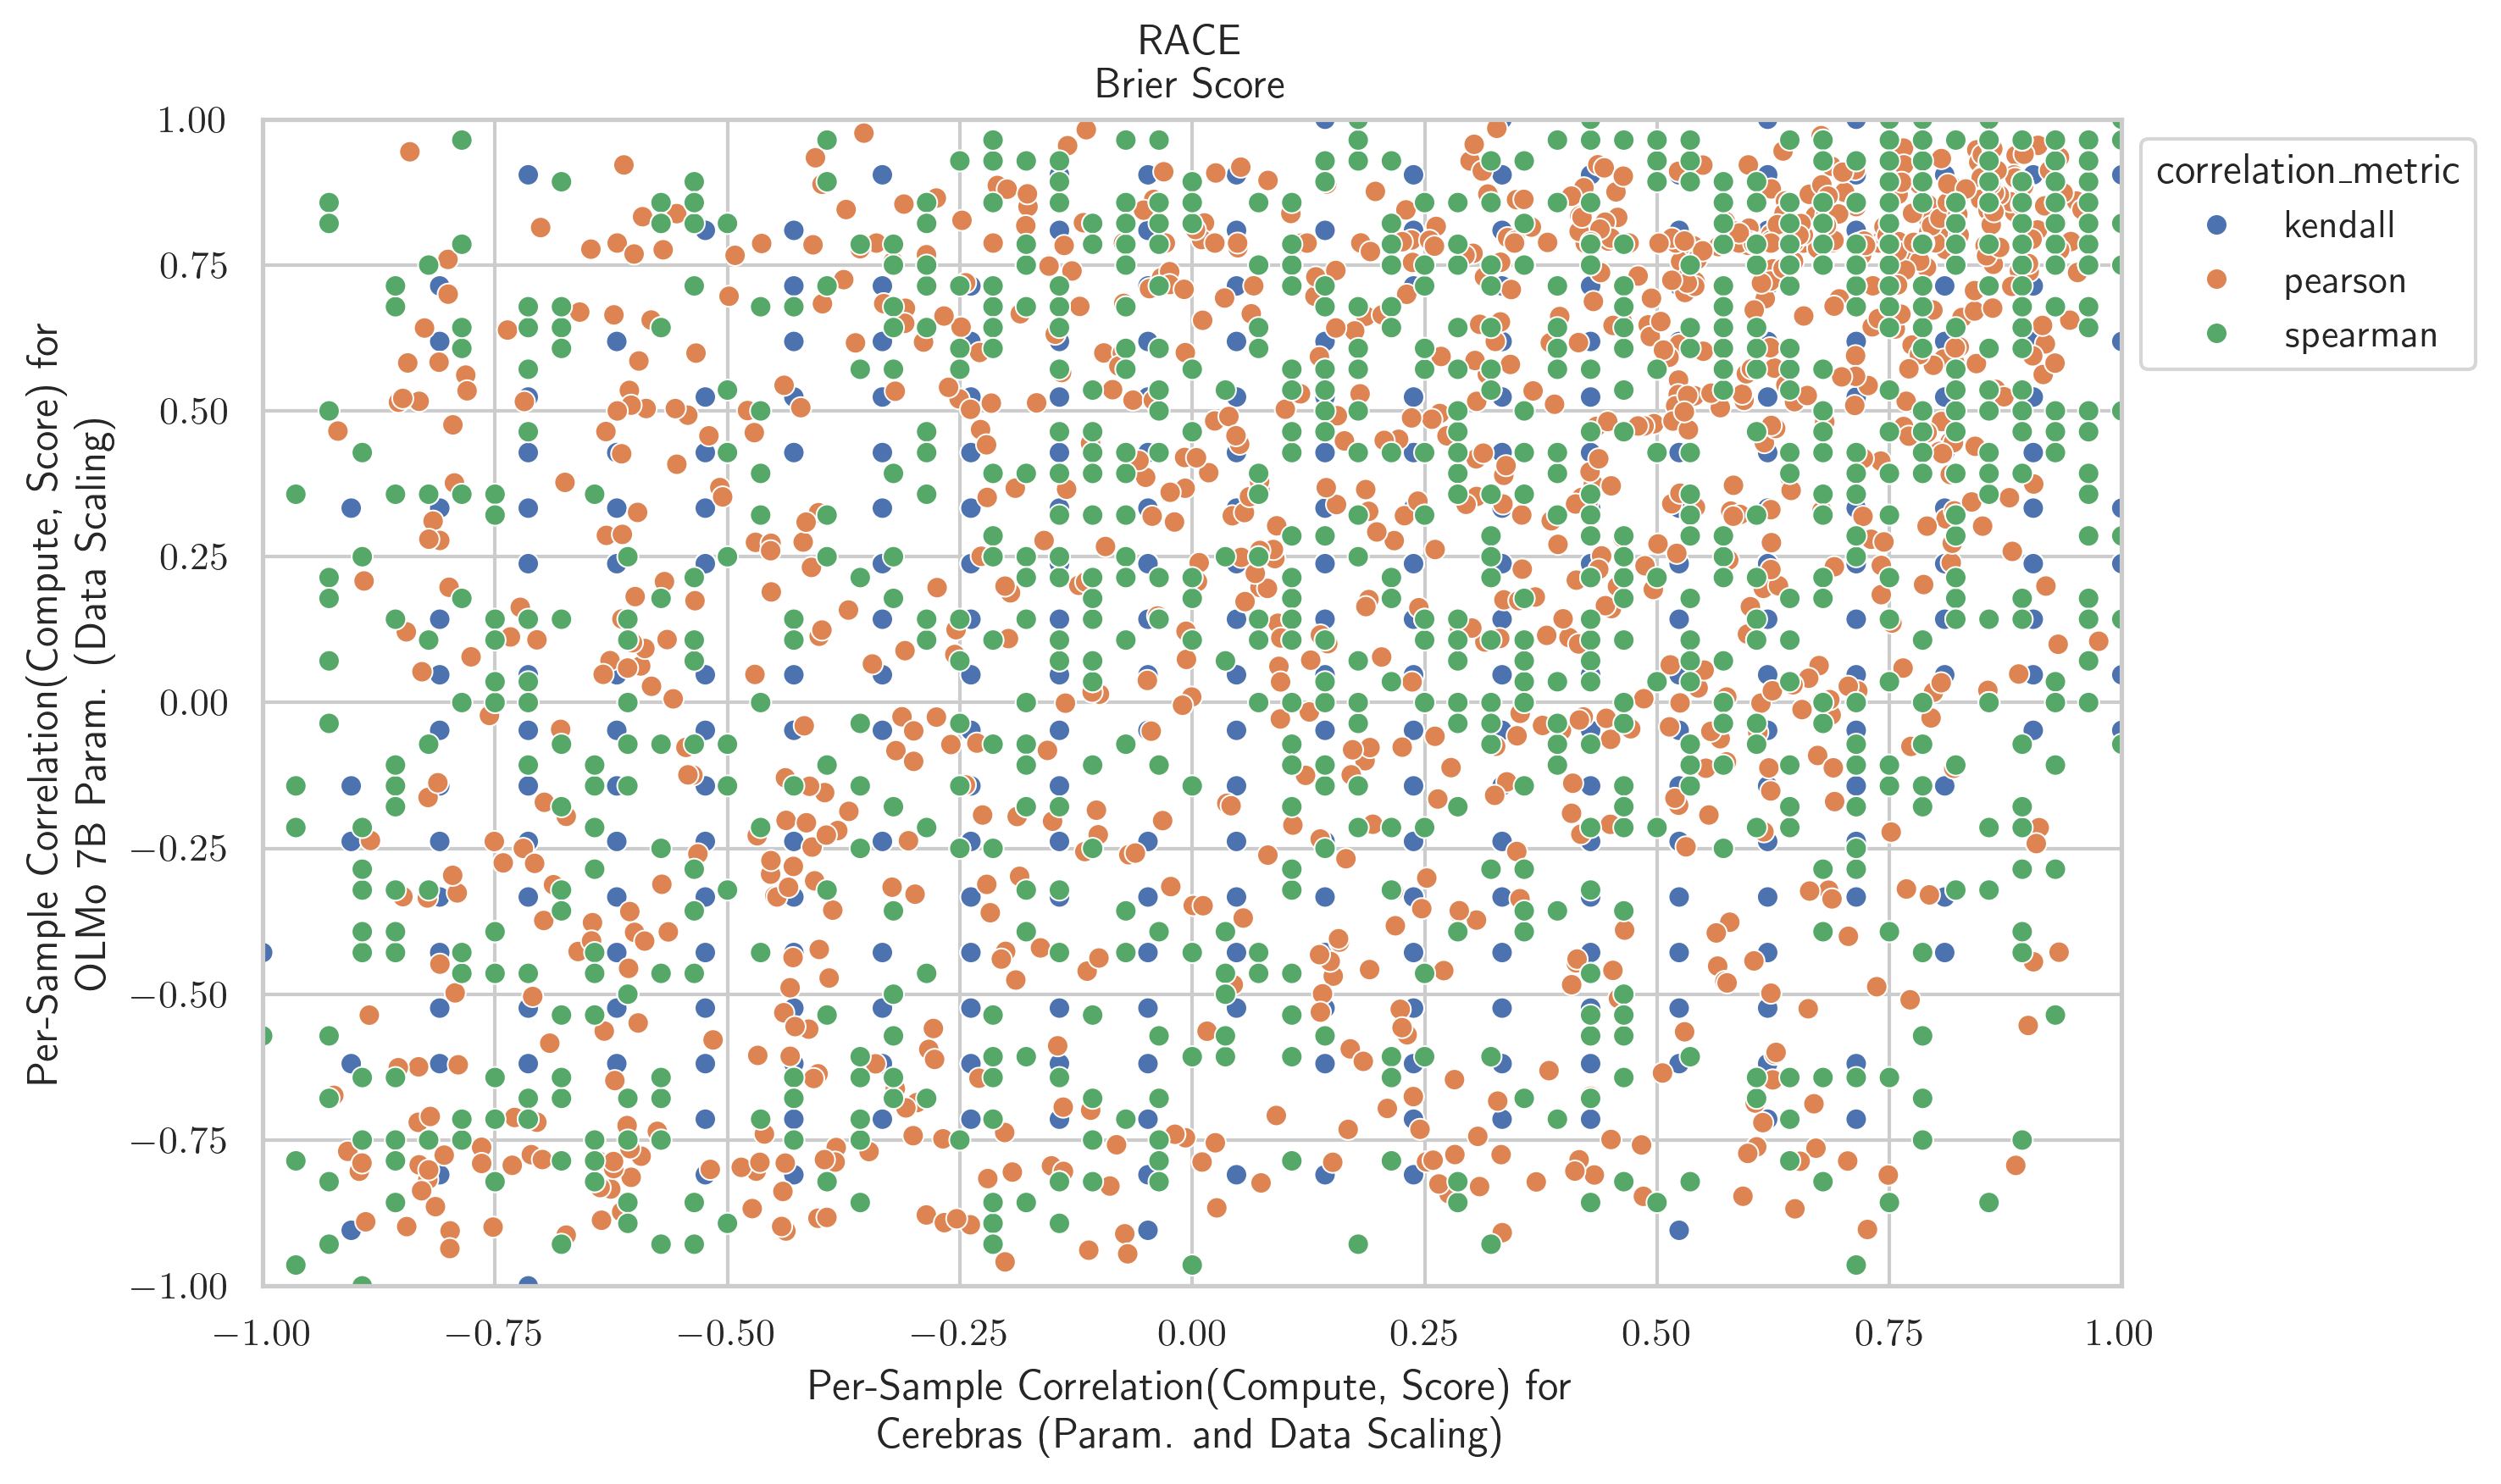 RACE
Brier Score
Per-Sample Correlation(Compute, Score) for
OLMo 7B Param. (Data Scaling)
1.00
0.75
0.50
0.25
0.00
−0.25
−0.50
−0.75
−1.00
−1.00 −0.75 −0.50 −0.25 0.00 0.25 0.50 0.75 1.00
Per-Sample Correlation(Compute, Score) for
Cerebras (Param. and Data Scaling)
correlation_metric
kendall
pearson
spearman